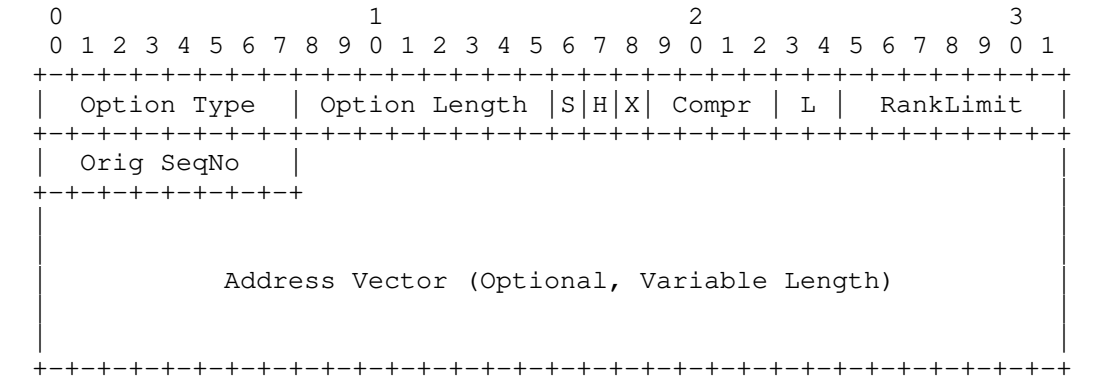 0                   1                   2                   3
 0 1 2 3 4 5 6 7 8 9 0 1 2 3 4 5 6 7 8 9 0 1 2 3 4 5 6 7 8 9 0 1
+-+-+-+-+-+-+-+-+-+-+-+-+-+-+-+-+-+-+-+-+-+-+-+-+-+-+-+-+-+-+-+-+
|  Option Type  | Option Length |S|H|X| Compr | L |  RankLimit  |
+-+-+-+-+-+-+-+-+-+-+-+-+-+-+-+-+-+-+-+-+-+-+-+-+-+-+-+-+-+-+-+-+
|  Orig SeqNo   |                                               |
+-+-+-+-+-+-+-+-+                                               |
|                                                               |
|                                                               |
|           Address Vector (Optional, Variable Length)          |
|                                                               |
|                                                               |
+-+-+-+-+-+-+-+-+-+-+-+-+-+-+-+-+-+-+-+-+-+-+-+-+-+-+-+-+-+-+-+-+